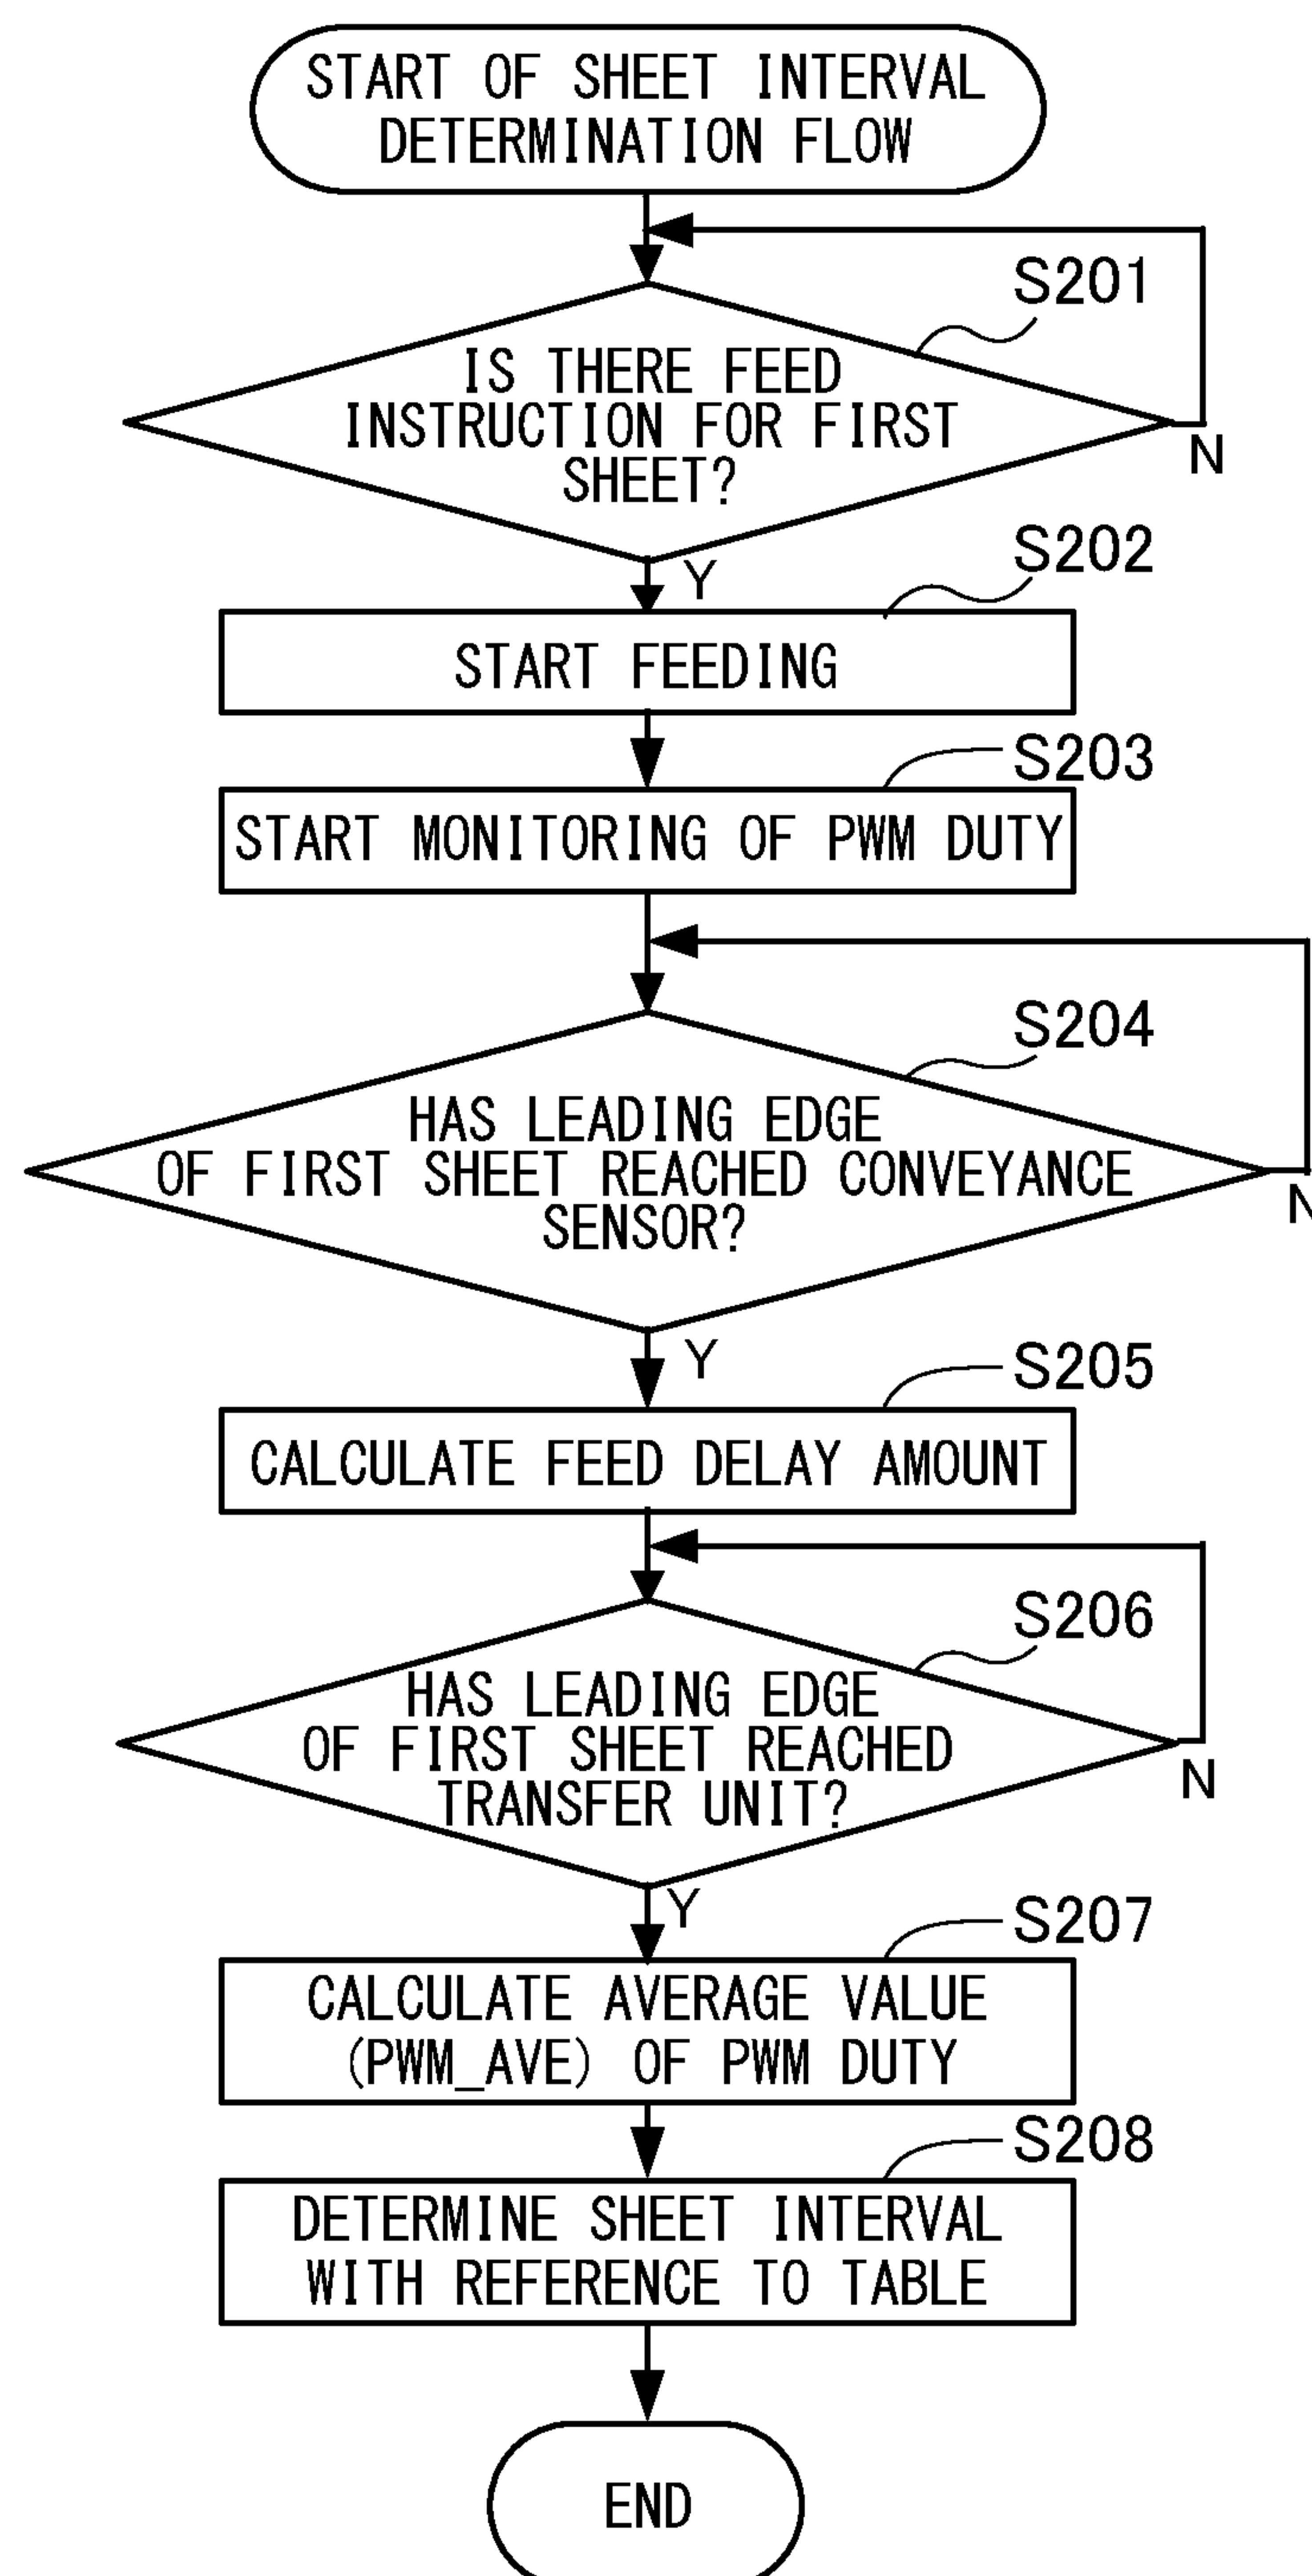 START OF SHEET INTERVAL
DETERMINATION FLOW
S201
IS THERE FEED
INSTRUCTION FOR FIRST
SHEET?
N
Y
S202
START FEEDING
S203
START MONITORING OF PWM DUTY
S204
HAS LEADING EDGE
OF FIRST SHEET REACHED CONVEYANCE
SENSOR?
N
Y
S205
CALCULATE FEED DELAY AMOUNT
S206
HAS LEADING EDGE
OF FIRST SHEET REACHED
TRANSFER UNIT?
N
Y
S207
CALCULATE AVERAGE VALUE
(PWM_AVE) OF PWM DUTY
S208
DETERMINE SHEET INTERVAL
WITH REFERENCE TO TABLE
END